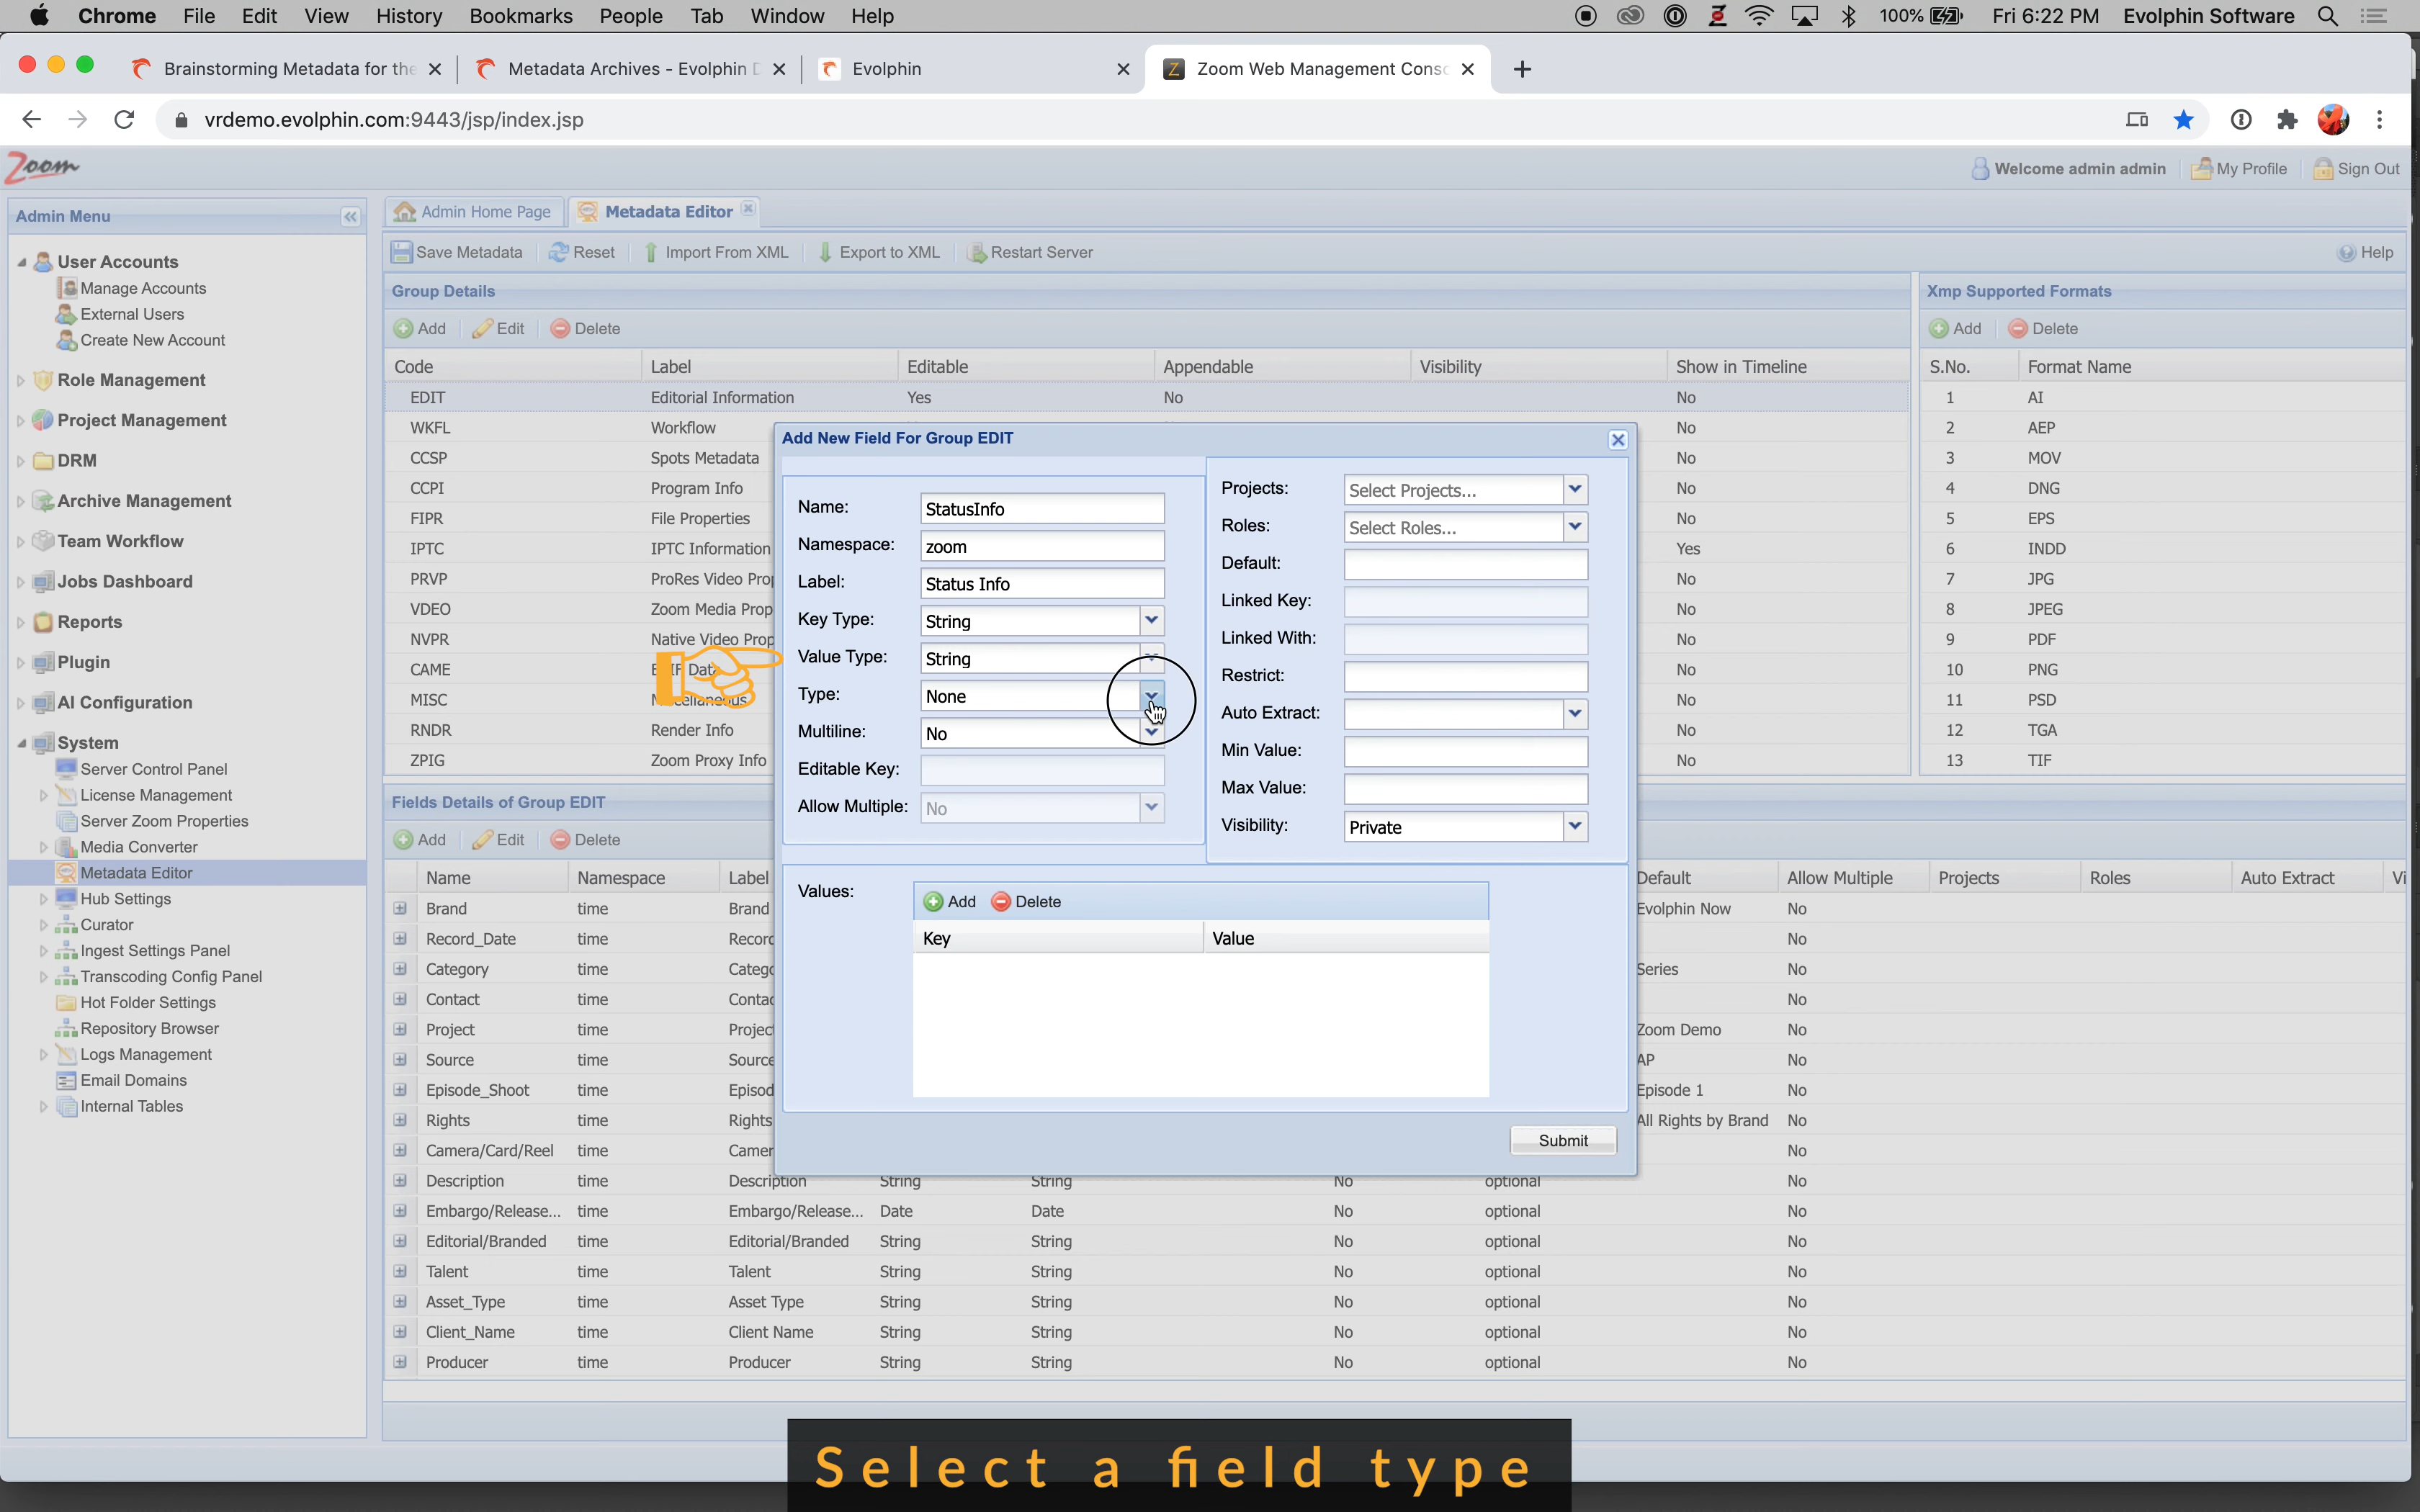 Chrome File Edit View History Bookmarks People Tab Window Help 100% Fri 6:22 PM Evolphin Software
Brainstorming Metadata for the Metadata Archives - Evolphin D Evolphin Zoom Web Management Conso
vrdemo.evolphin.com:9443/jsp/index.jsp
Zoom Welcome admin admin My Profile Sign Out
Admin Menu
User Accounts
Manage Accounts
External Users
Create New Account
Role Management
Project Management
DRM
Archive Management
Team Workflow
Jobs Dashboard
Reports
Plugin
AI Configuration
System
Server Control Panel
License Management
Server Zoom Properties
Media Converter
Metadata Editor
Hub Settings
Curator
Ingest Settings Panel
Transcoding Config Panel
Hot Folder Settings
Repository Browser
Logs Management
Email Domains
Internal Tables
Admin Home Page Metadata Editor
Save Metadata Reset Import From XML Export to XML Restart Server Help
Group Details
Add Edit Delete
Code Label Editable Appendable Visibility Show in Timeline
EDIT Editorial Information Yes No No
WKFL Workflow No
CCSP Spots Metadata No
CCPI Program Info No
FIPR File Properties No
IPTC IPTC Information Yes
PRVP ProRes Video Pro No
VDEO Zoom Media Prop No
NVPR Native Video Prop No
CAME No
MISC No
RNDR Render Info No
ZPIG Zoom Proxy Info No
Xmp Supported Formats
Add Delete
S.No. Format Name
1 AI
2 AEP
3 MOV
4 DNG
5 EPS
6 INDD
7 JPG
8 JPEG
9 PDF
10 PNG
11 PSD
12 TGA
13 TIF
Add New Field For Group EDIT
Name: StatusInfo
Namespace: zoom
Label: Status Info
Key Type: String
Value Type: String
Type: None
Multiline: No
Editable Key:
Allow Multiple: No
Projects: Select Projects...
Roles: Select Roles...
Default:
Linked Key:
Linked With:
Restrict:
Auto Extract:
Min Value:
Max Value:
Visibility: Private
Values: Add Delete
Key Value
Submit
Fields Details of Group EDIT
Add Edit Delete
Name Namespace Label Default Allow Multiple Projects Roles Auto Extract Vi
Brand time Brand Evolphin Now No
Record_Date time Record No
Category time Catego Series No
Contact time Contac No
Project time Project Zoom Demo No
Source time Source AP No
Episode_Shoot time Episod Episode 1 No
Rights time Rights All Rights by Brand No
Camera/Card/Reel time Camer No
Description time Description String String No optional No
Embargo/Release... time Embargo/Release... Date Date No optional No
Editorial/Branded time Editorial/Branded String String No optional No
Talent time Talent String String No optional No
Asset_Type time Asset Type String String No optional No
Client_Name time Client Name String String No optional No
Producer time Producer String String No optional No
Select a field type